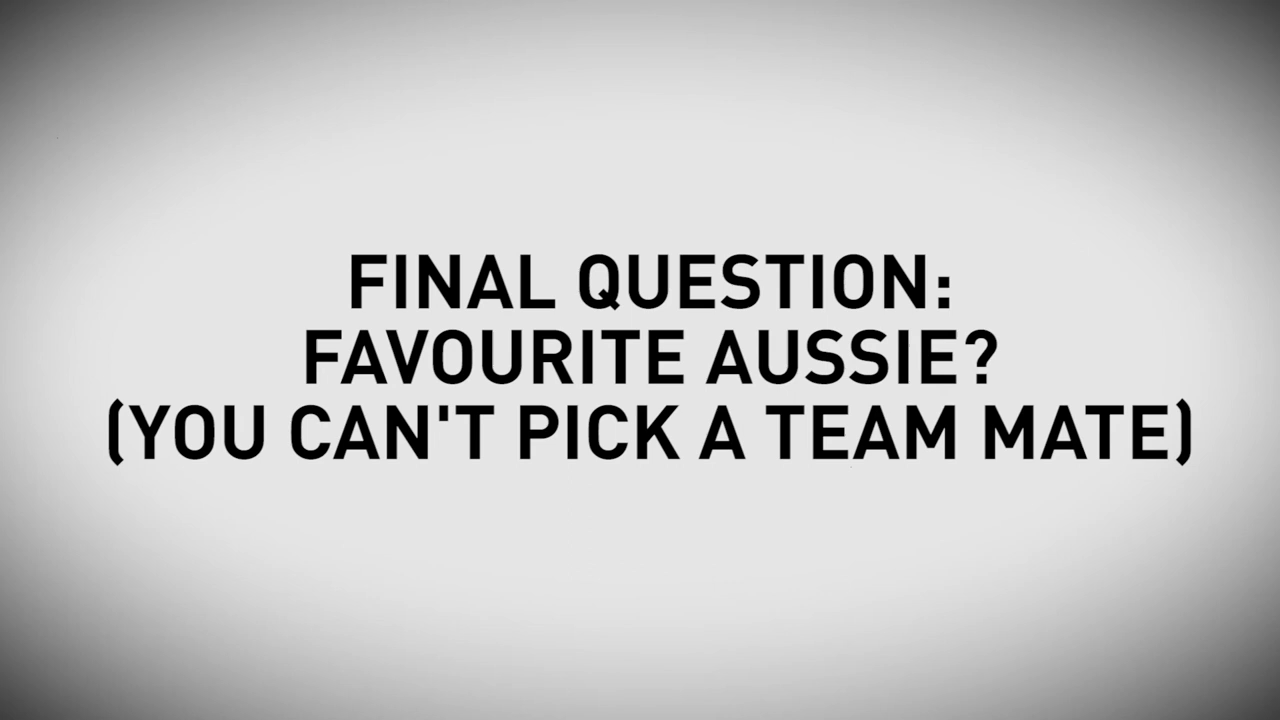 FINAL QUESTION:
FAVOURITE AUSSIE?
(YOU CAN'T PICK A TEAM MATE)